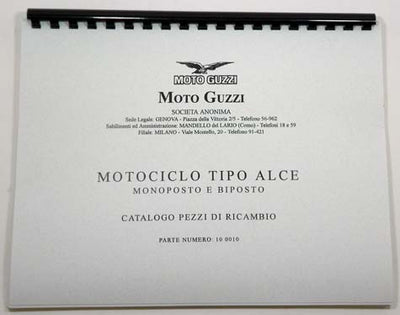 MOTO GUZZI
MOTO GUZZI
SOCIETA ANONIMA
Sede Legale: GENOVA - Piazza della Vittoria 2/5 - Telefono 56-962
Sabilimenti ed Amministrazione: MANDELLO del LARIO (Como) - Telefoni 18 e 59
Filiale: MILANO - Viale Montello, 20 - Telefono 91-421
MOTOCICLO TIPO ALCE
MONOPOSTO E BIPOSTO
CATALOGO PEZZI DI RICAMBIO
PARTE NUMERO: 10 0010